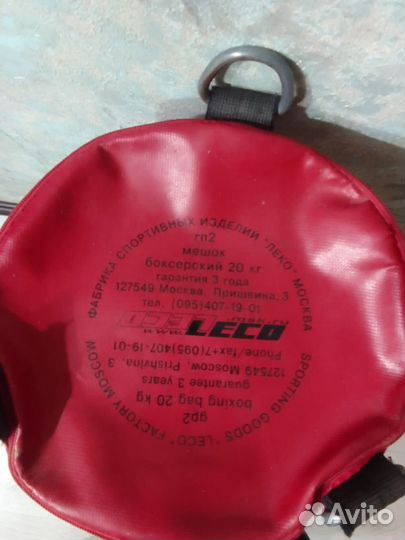 ФАБРИКА СПОРТИВНЫХ ИЗДЕЛИЙ "ЛЕКО" МОСКВА
гп2
мешок
боксерский 20 кг
гарантия 3 года
127549 Москва, Пришвина, 3
тел. (095)407-19-01
LECO
www.
Phone/fax+7(095)407-19-01
127549 Moscow, Prishvina, 3
guarantee 3 years
boxing bag 20 kg
gp2
SPORTING GOODS "LECO" FACTORY MOSCOW
Avito